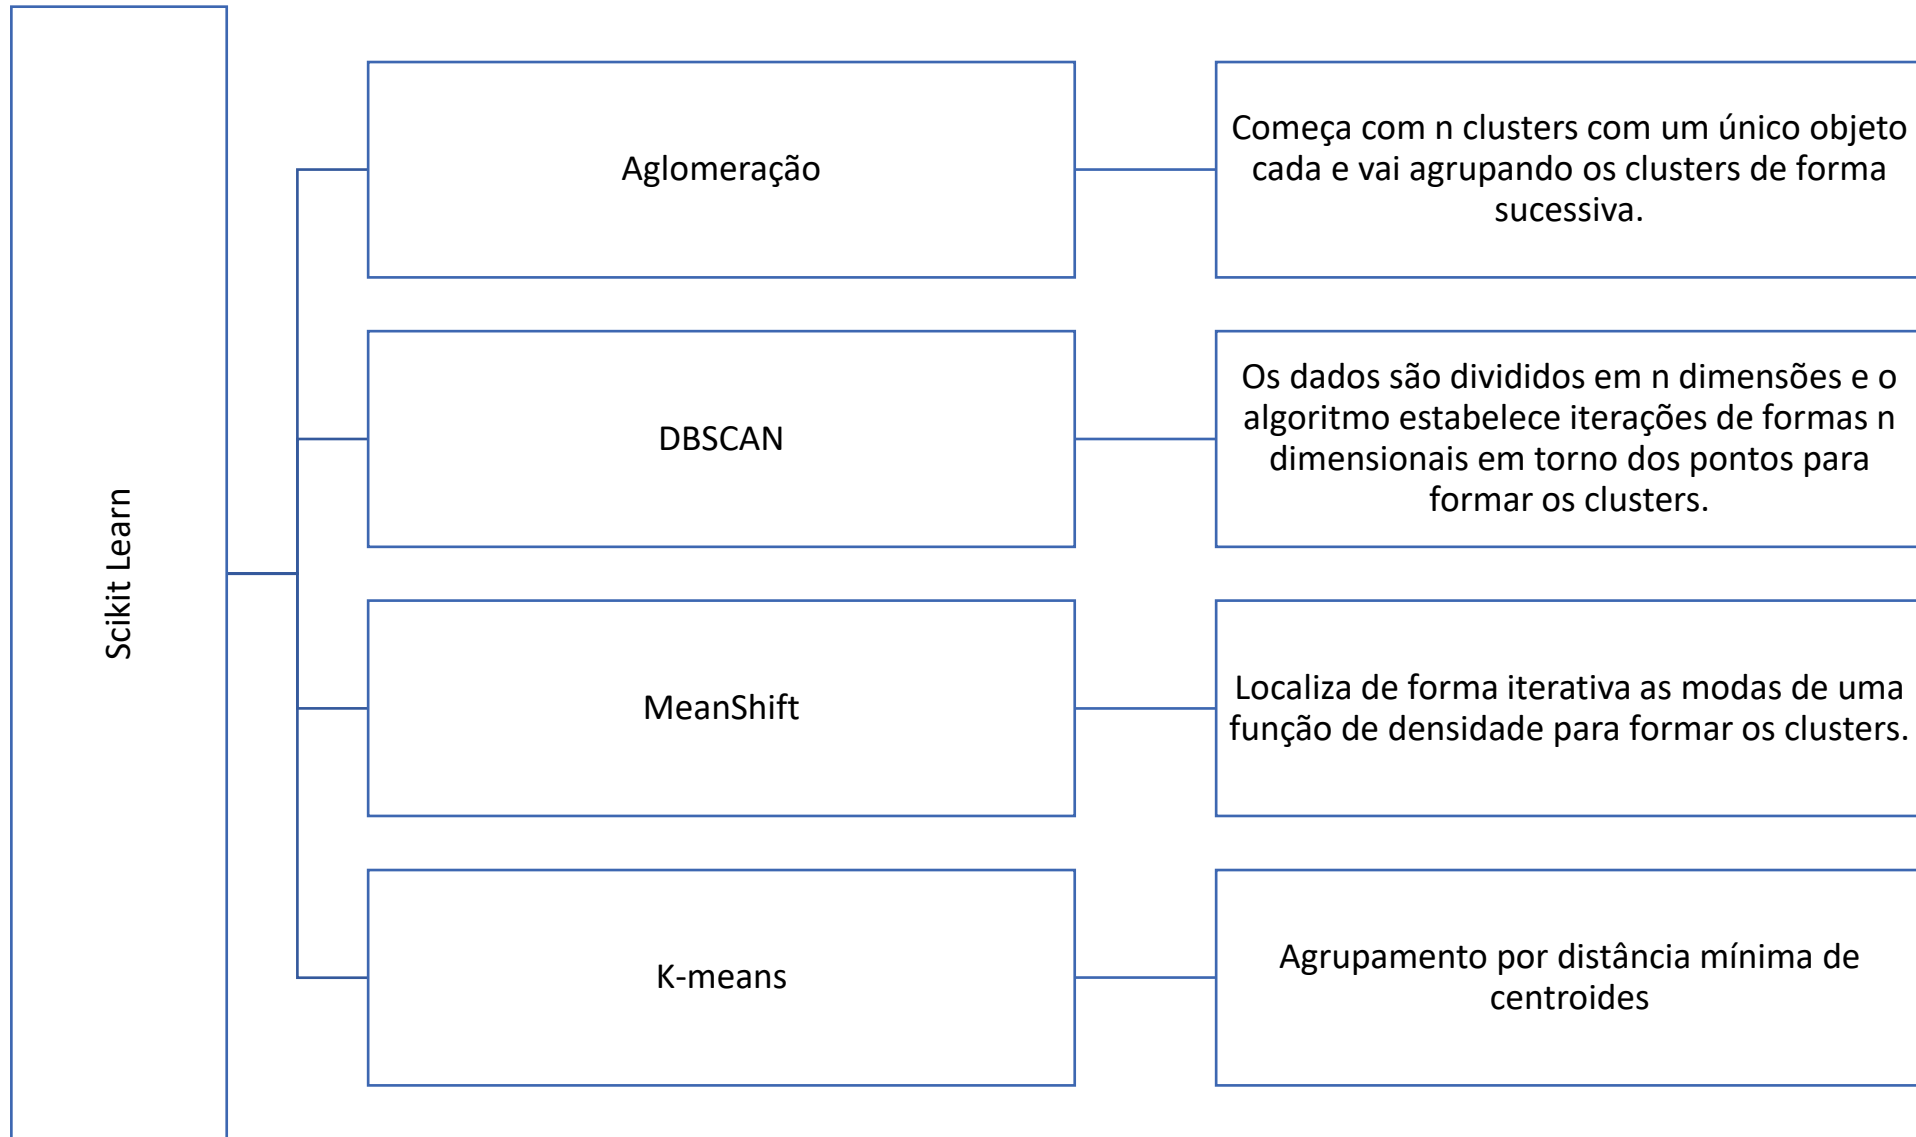 Scikit Learn
Aglomeração
Começa com n clusters com um único objeto
cada e vai agrupando os clusters de forma
sucessiva.
DBSCAN
Os dados são divididos em n dimensões e o
algoritmo estabelece iterações de formas n
dimensionais em torno dos pontos para
formar os clusters.
MeanShift
Localiza de forma iterativa as modas de uma
função de densidade para formar os clusters.
K-means
Agrupamento por distância mínima de
centroides